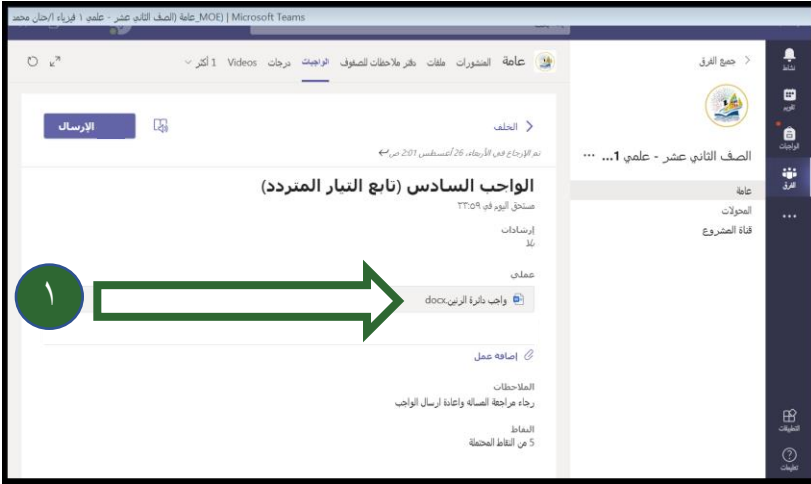 عامة (الصف الثاني عشر - علمي ١ فيزياء /حنان محمد_MOE) | Microsoft Teams
نشاط
التقويم
الواجبات
الفرق
التطبيقات
تعليمات
جميع الفرق
الصف الثاني عشر - علمي 1... ...
عامة
المحولات
قناة المشروع
عامة المنشورات ملفات دفتر ملاحظات للصفوف الواجبات درجات Videos 1 أكثر
الخلف
الإرسال
تم الإرجاع في الأربعاء، 26 أغسطس 2:01 ص
الواجب السادس (تابع التيار المتردد)
مستحق اليوم في ٢٣:٥٩
إرشادات
بلا
عملي
١
واجب دائرة الرنين.docx
إضافة عمل
الملاحظات
رجاء مراجعة المساله واعادة ارسال الواجب
النقاط
5 من النقاط المحتملة